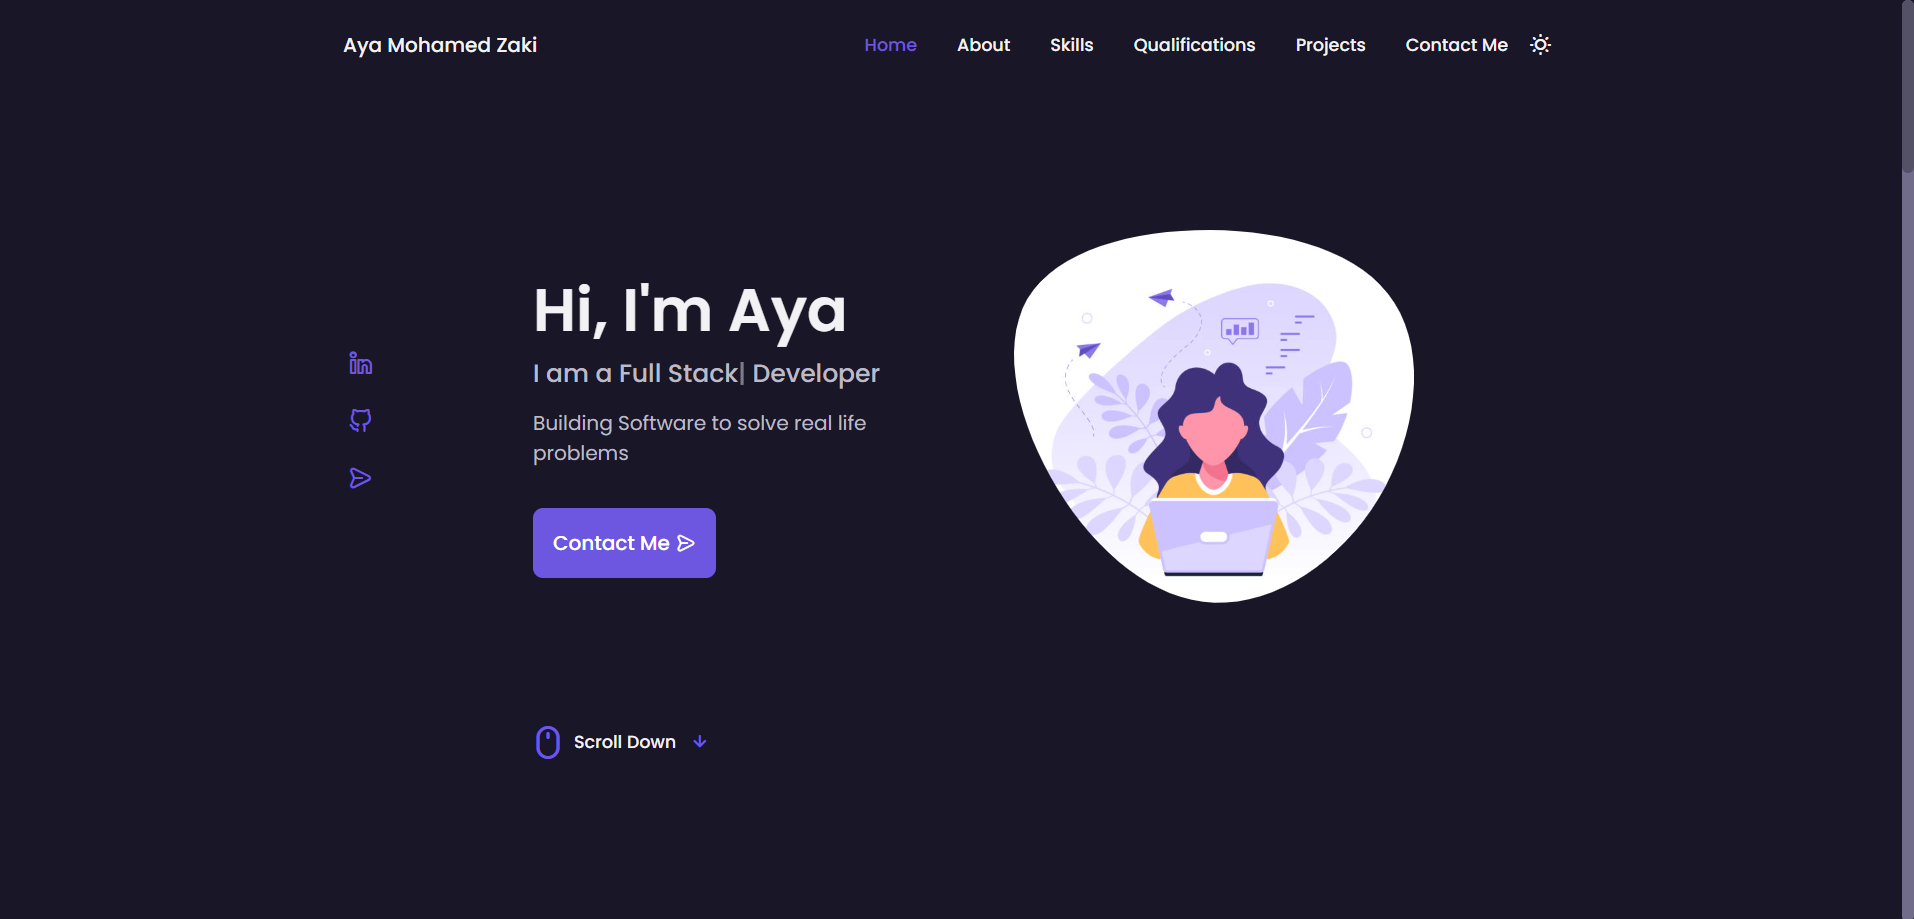 Aya Mohamed Zaki
Home About Skills Qualifications Projects Contact Me
Hi, I'm Aya
I am a Full Stack| Developer
Building Software to solve real life
problems
Contact Me
Scroll Down